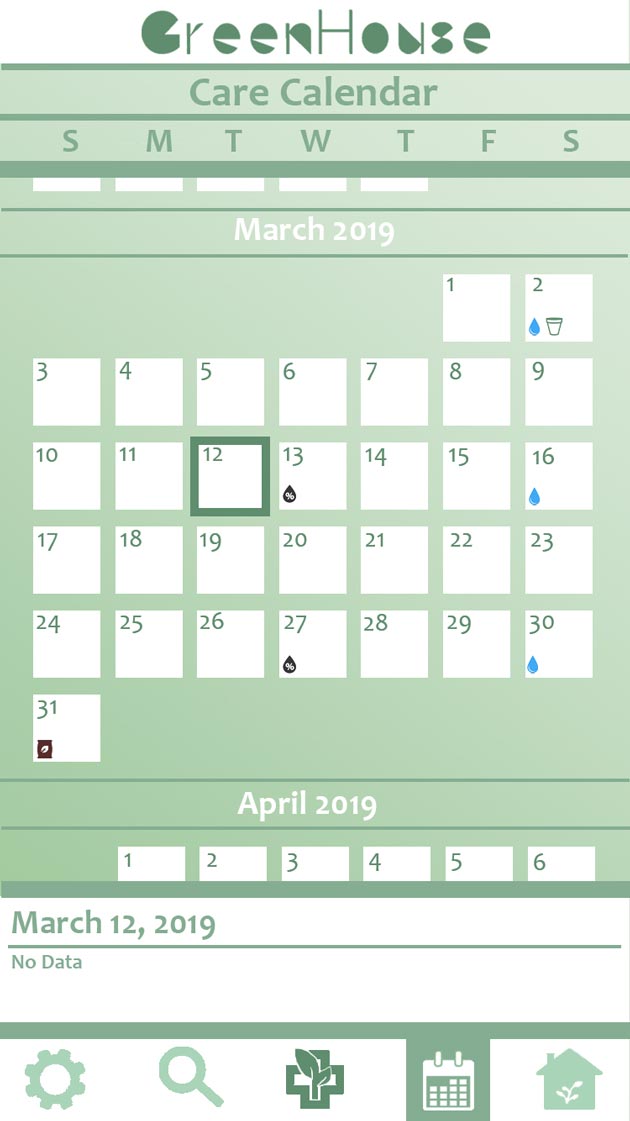 GreenHouse
Care Calendar
S M T W T F S
March 2019
1 2
3 4 5 6 7 8 9
10 11 12 13 14 15 16
%
17 18 19 20 21 22 23
24 25 26 27 28 29 30
%
31
April 2019
1 2 3 4 5 6
March 12, 2019
No Data